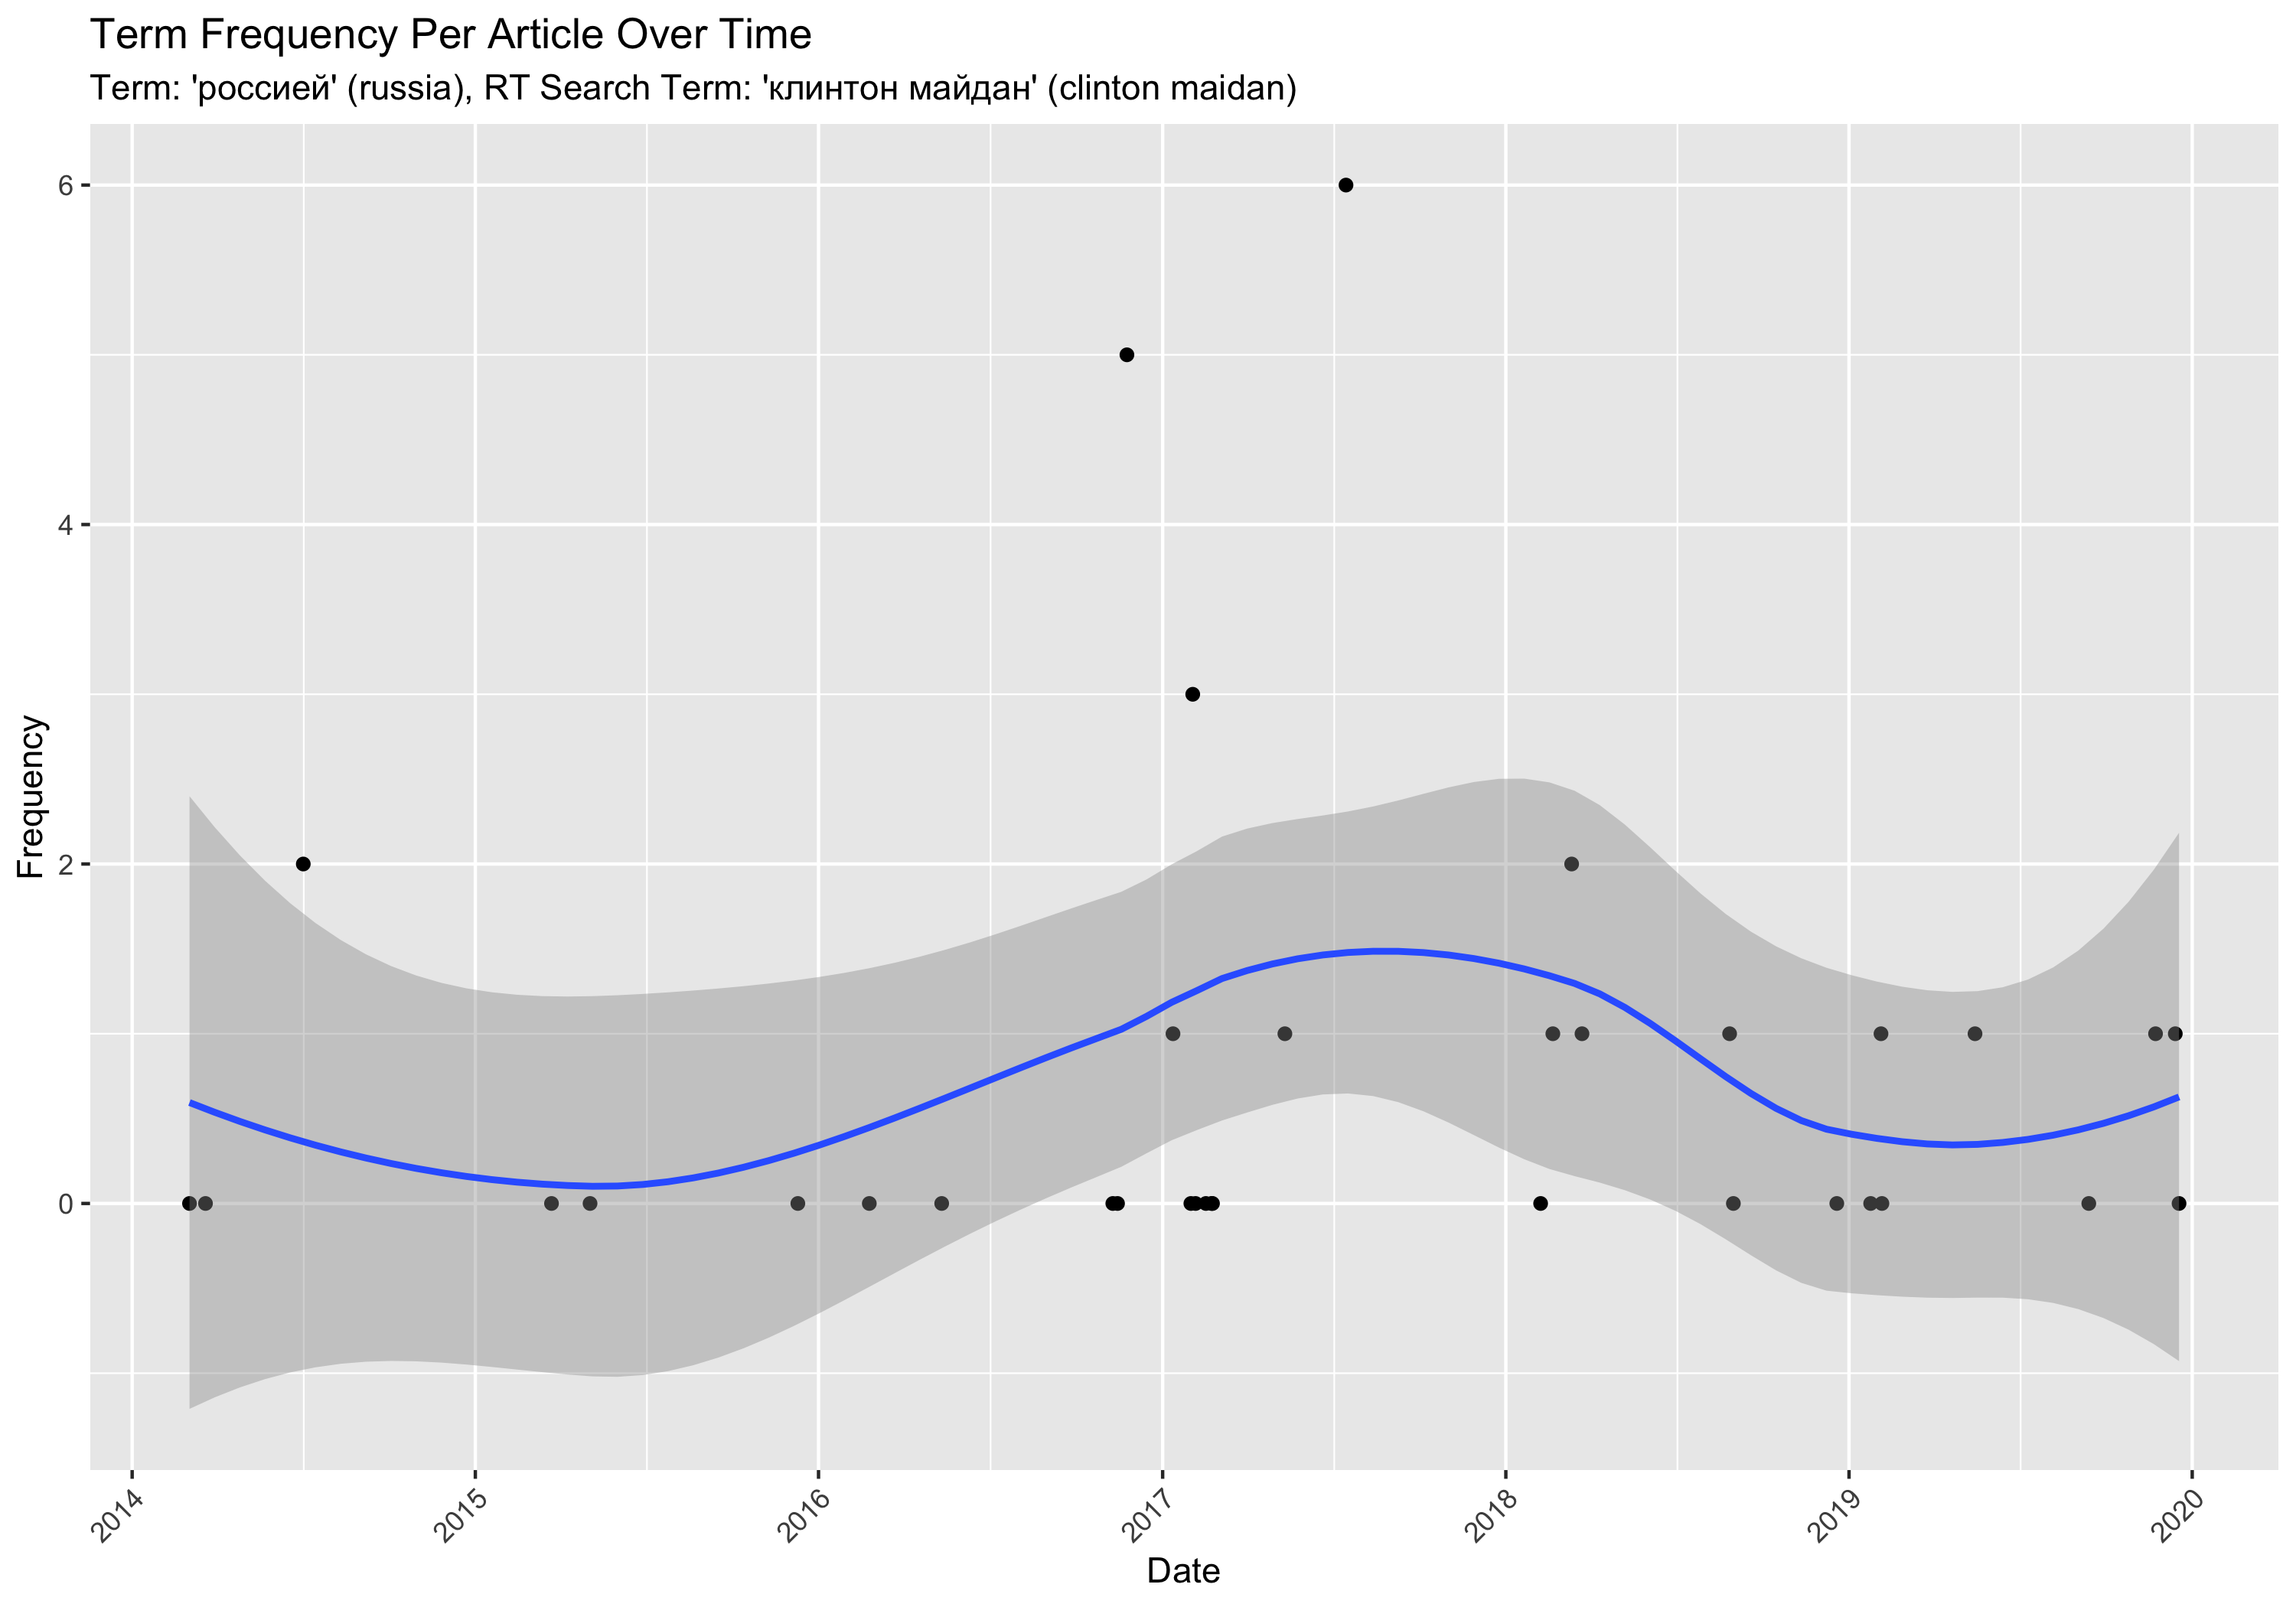 Term Frequency Per Article Over Time
Term: 'россией' (russia), RT Search Term: 'клинтон майдан' (clinton maidan)
6
4
2
0
Frequency
2014
2015
2016
2017
2018
2019
2020
Date